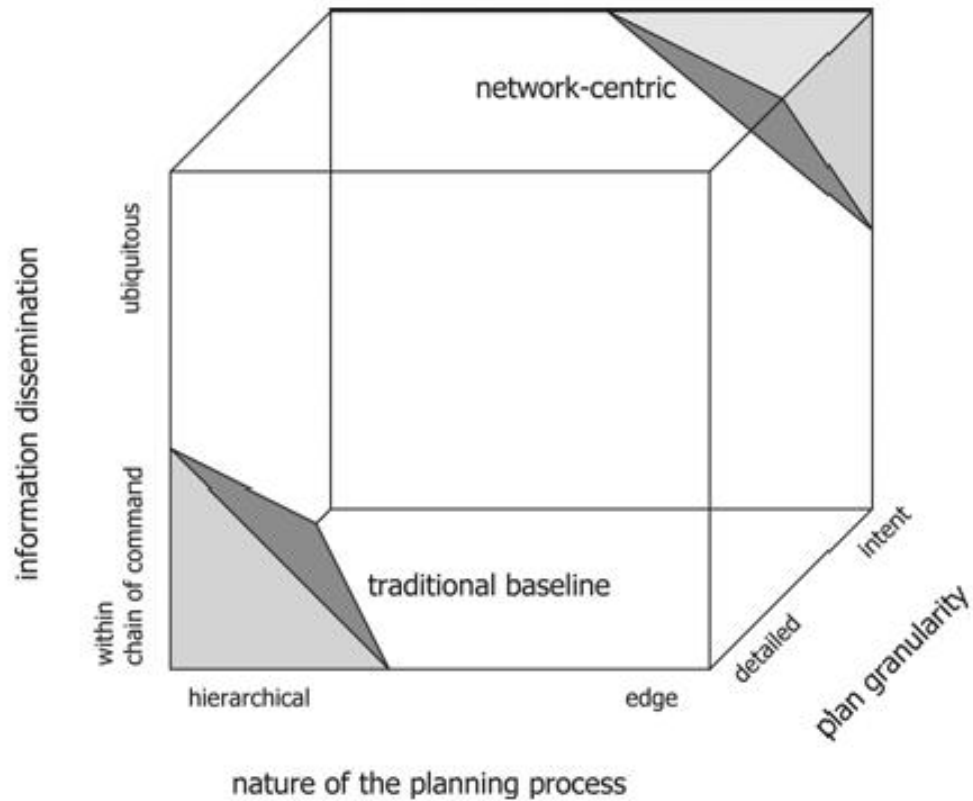 network-centric
ubiquitous
information dissemination
within
chain of command
traditional baseline
intent
detailed
plan granularity
hierarchical
edge
nature of the planning process